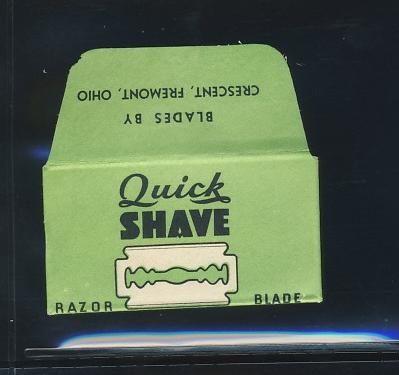 BLADES BY
CRESCENT, FREMONT, OHIO
Quick
SHAVE
RAZOR BLADE